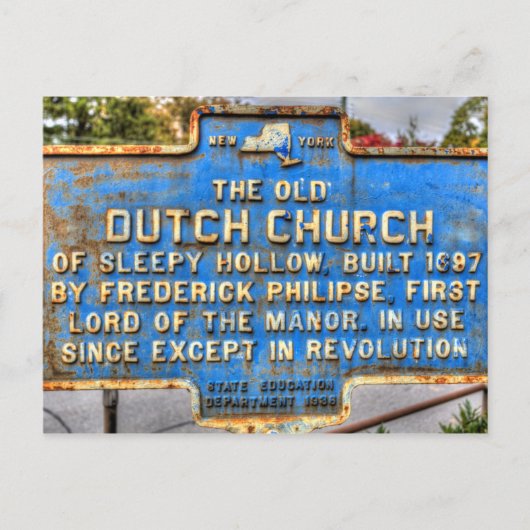 NEW YORK
THE OLD
DUTCH CHURCH
OF SLEEPY HOLLOW, BUILT 1697
BY FREDERICK PHILIPSE, FIRST
LORD OF THE MANOR. IN USE
SINCE EXCEPT IN REVOLUTION
STATE EDUCATION
DEPARTMENT 1936